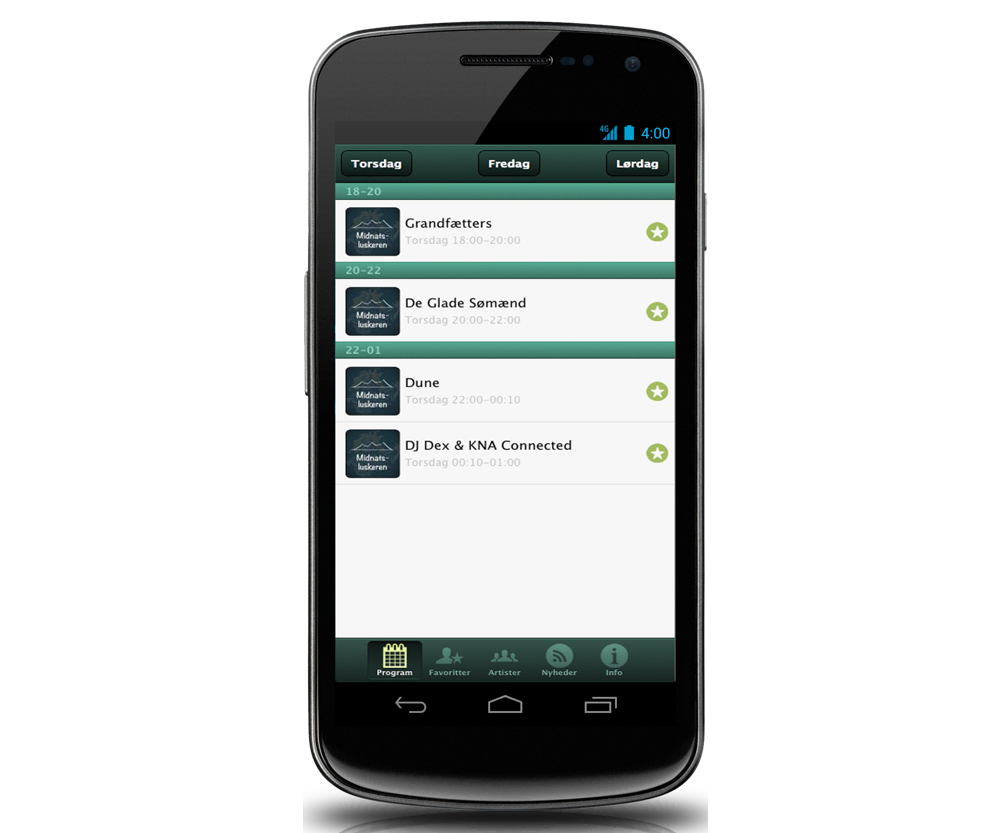 4G 4:00
Torsdag Fredag Lørdag
18-20
Midnats-
luskeren
Grandfætters
Torsdag 18:00-20:00
20-22
Midnats-
luskeren
De Glade Sømænd
Torsdag 20:00-22:00
22-01
Midnats-
luskeren
Dune
Torsdag 22:00-00:10
Midnats-
luskeren
DJ Dex & KNA Connected
Torsdag 00:10-01:00
Program Favoritter Artister Nyheder Info